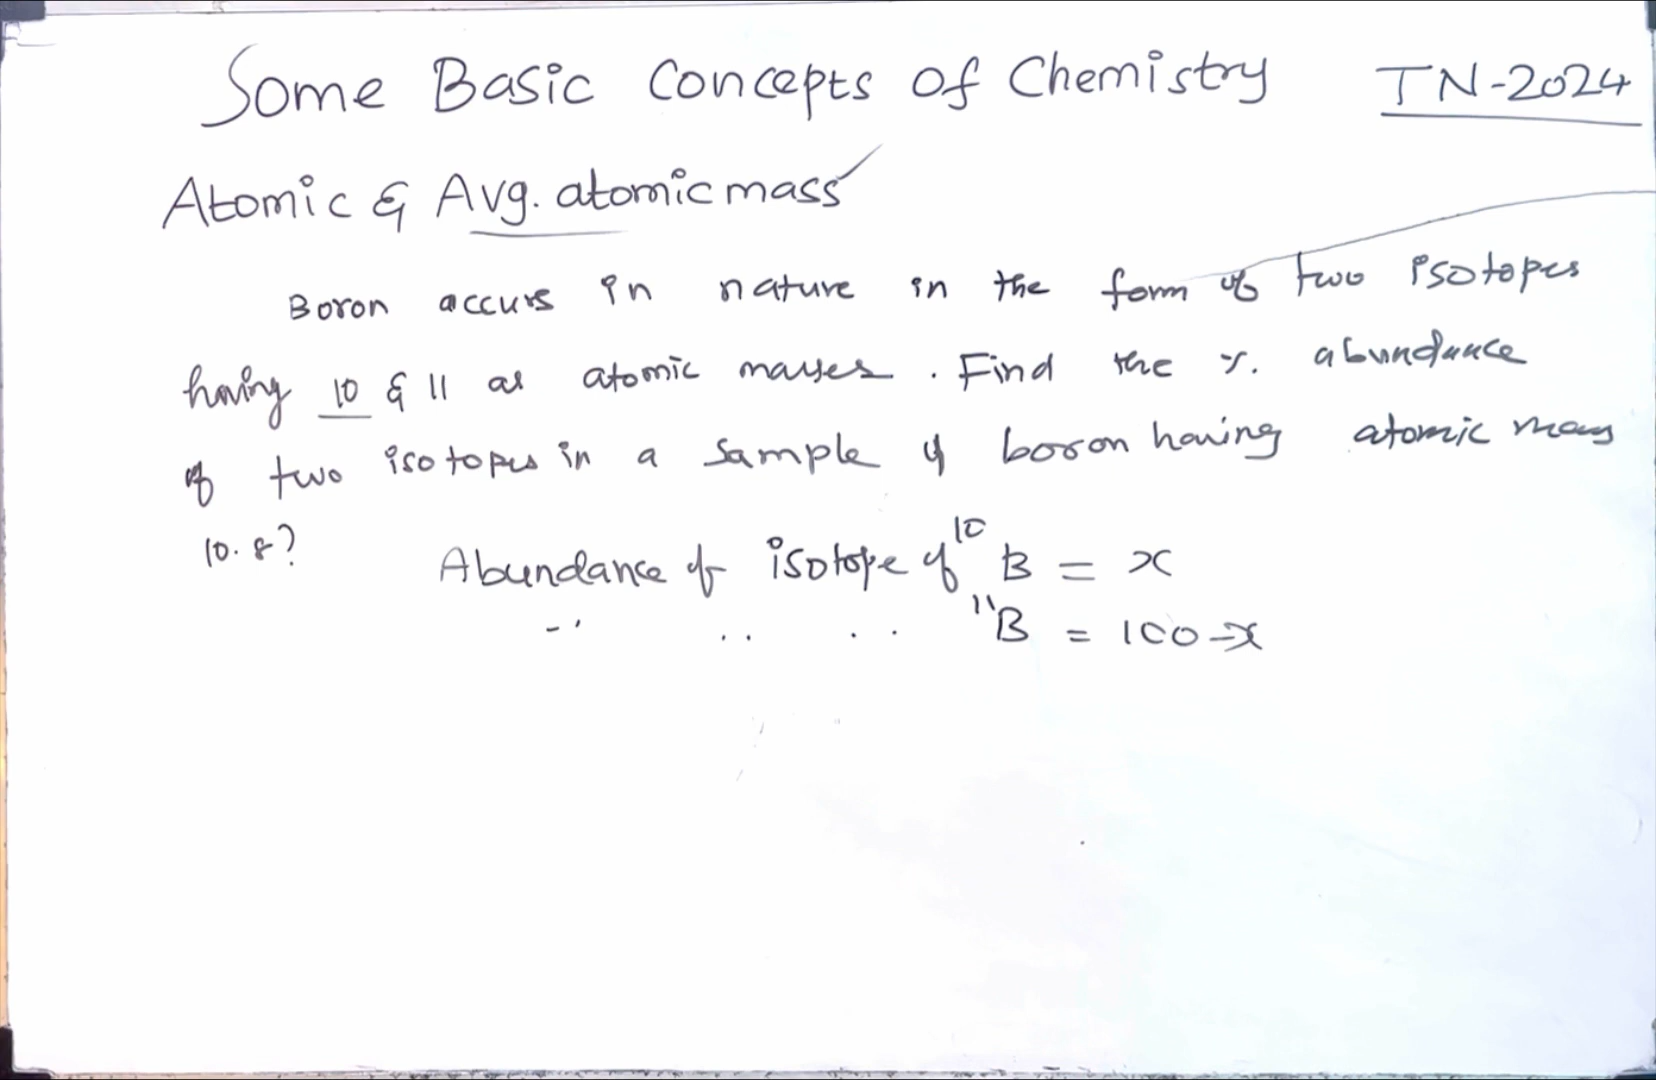 Some Basic Concepts of Chemistry TN-2024
Atomic & Avg. atomic mass
Boron accurs in nature in the form of two isotopes
having 10 & 11 as atomic masses. Find the %. abundance
of two isotopes in a sample of boron having atomic mass
10.8?
Abundance of isotope of ¹⁰B = x
-' .. .. ¹¹B = 100-x